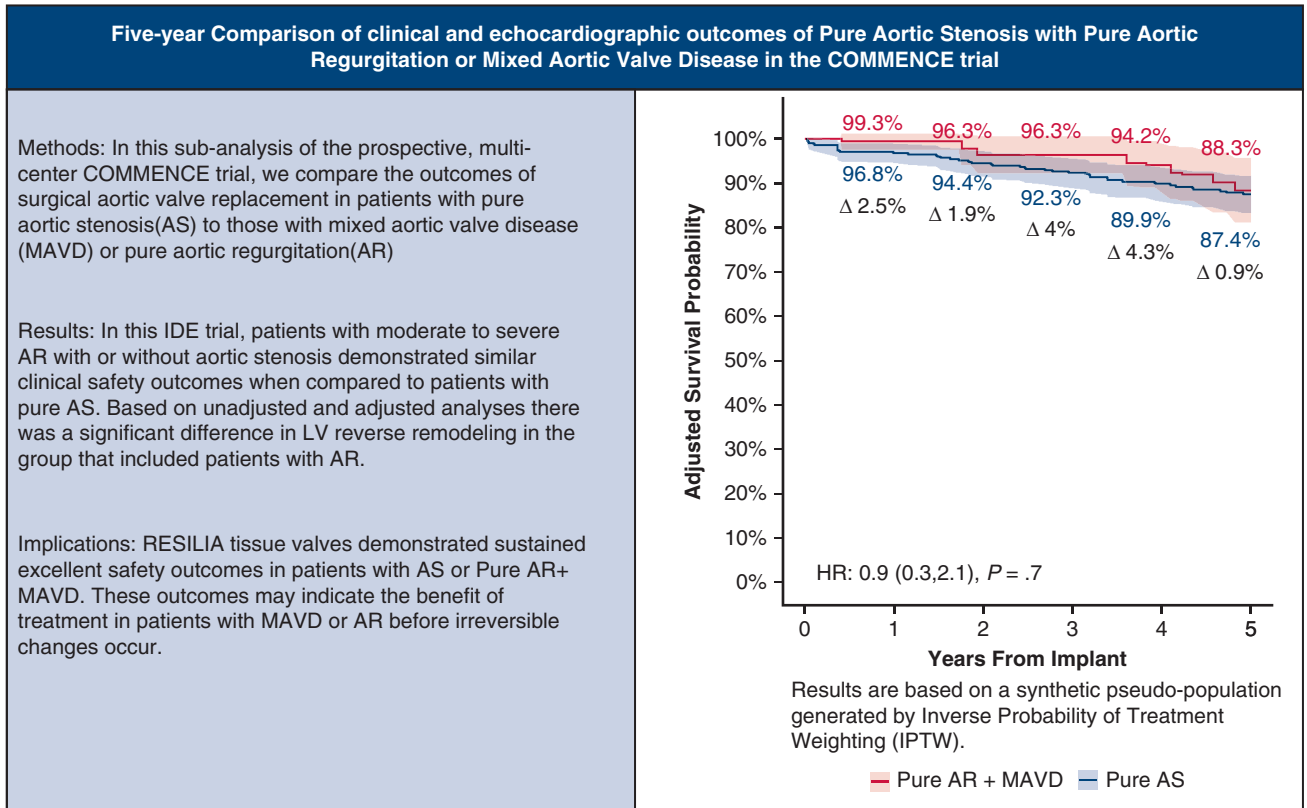 Five-year Comparison of clinical and echocardiographic outcomes of Pure Aortic Stenosis with Pure Aortic
Regurgitation or Mixed Aortic Valve Disease in the COMMENCE trial
Methods: In this sub-analysis of the prospective, multi-
center COMMENCE trial, we compare the outcomes of
surgical aortic valve replacement in patients with pure
aortic stenosis(AS) to those with mixed aortic valve disease
(MAVD) or pure aortic regurgitation(AR)
Results: In this IDE trial, patients with moderate to severe
AR with or without aortic stenosis demonstrated similar
clinical safety outcomes when compared to patients with
pure AS. Based on unadjusted and adjusted analyses there
was a significant difference in LV reverse remodeling in the
group that included patients with AR.
Implications: RESILIA tissue valves demonstrated sustained
excellent safety outcomes in patients with AS or Pure AR+
MAVD. These outcomes may indicate the benefit of
treatment in patients with MAVD or AR before irreversible
changes occur.
Adjusted Survival Probability
100%
90%
80%
70%
60%
50%
40%
30%
20%
10%
0%
99.3%
96.3%
96.3%
94.2%
88.3%
96.8%
94.4%
92.3%
89.9%
87.4%
Δ 2.5%
Δ 1.9%
Δ 4%
Δ 4.3%
Δ 0.9%
HR: 0.9 (0.3,2.1), P = .7
0 1 2 3 4 5
Years From Implant
Results are based on a synthetic pseudo-population
generated by Inverse Probability of Treatment
Weighting (IPTW).
Pure AR + MAVD Pure AS